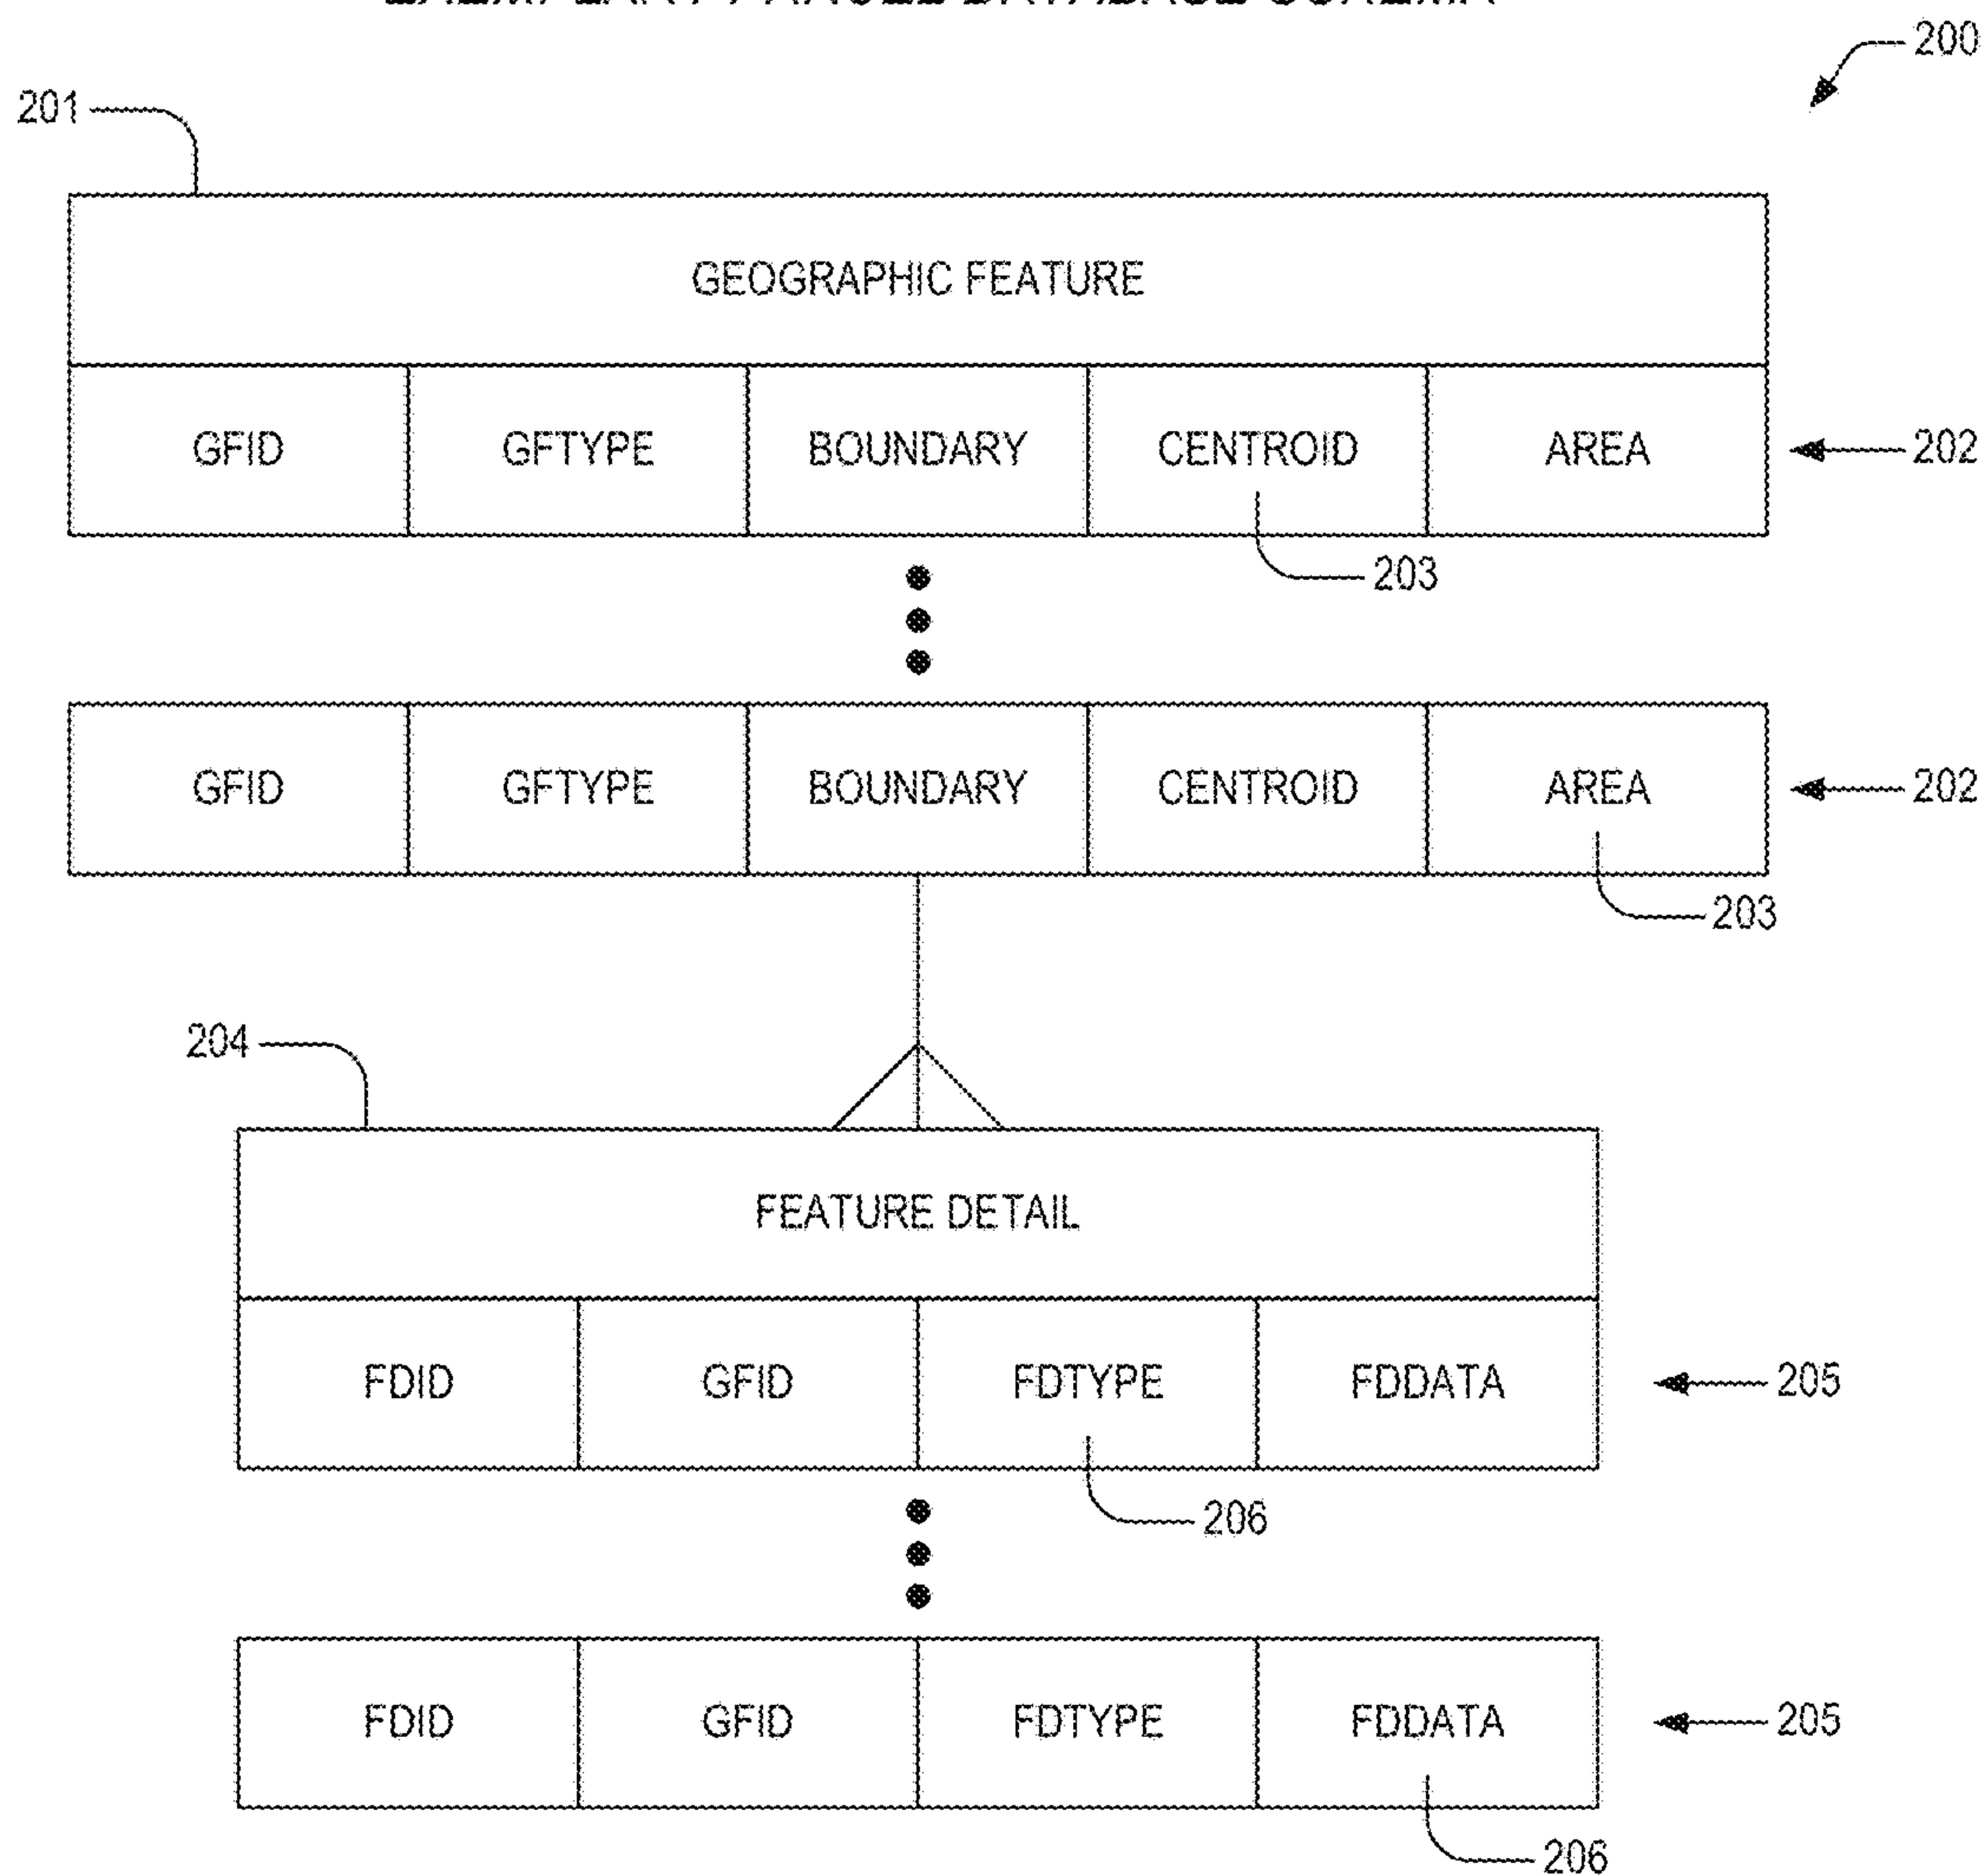 200
201
GEOGRAPHIC FEATURE
GFID GFTYPE BOUNDARY CENTROID AREA 202
203
GFID GFTYPE BOUNDARY CENTROID AREA 202
203
204
FEATURE DETAIL
FDID GFID FDTYPE FDDATA 205
206
FDID GFID FDTYPE FDDATA 205
206